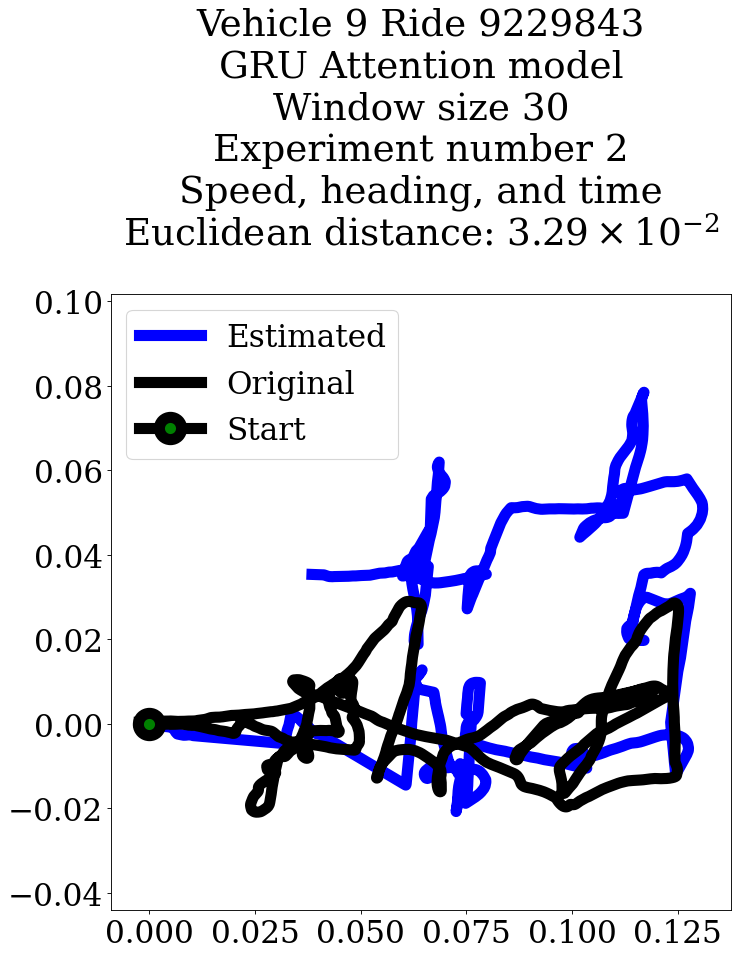 Vehicle 9 Ride 9229843
GRU Attention model
Window size 30
Experiment number 2
Speed, heading, and time
Euclidean distance: 3.29 × 10⁻²
0.10
Estimated
Original
Start
0.08
0.06
0.04
0.02
0.00
−0.02
−0.04
0.000 0.025 0.050 0.075 0.100 0.125